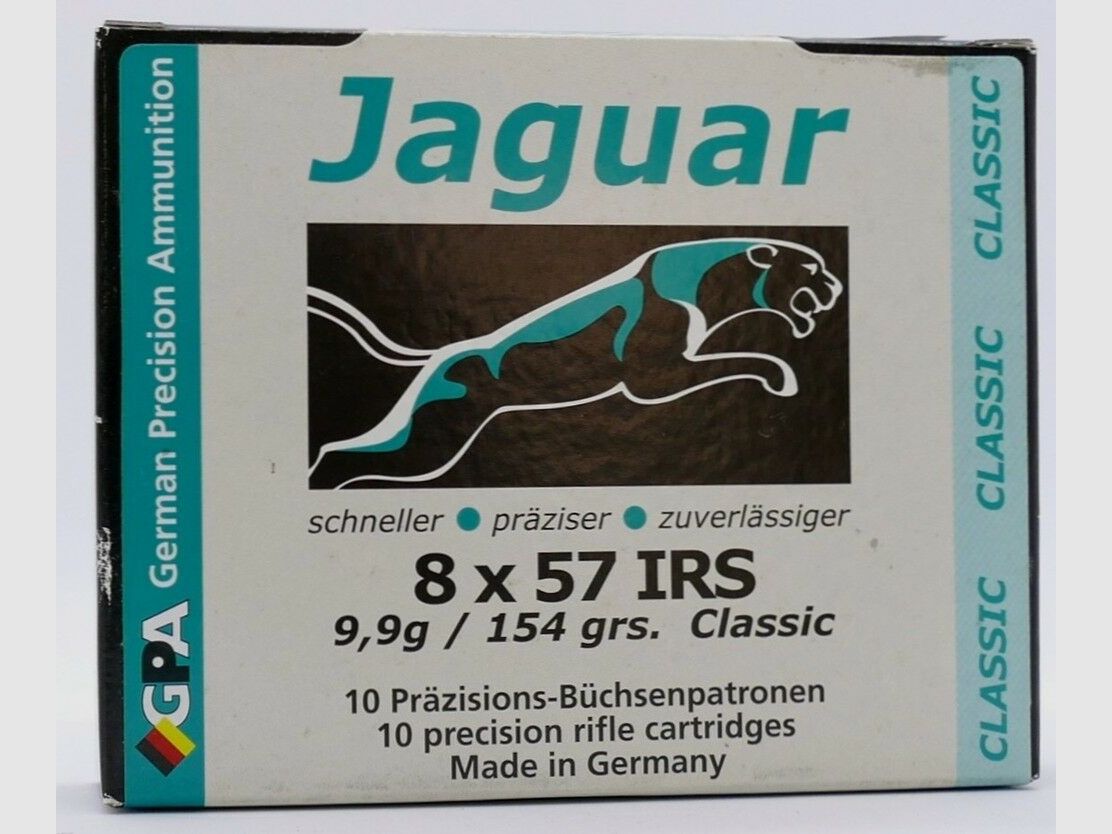 Jaguar
schneller • präziser • zuverlässiger
8 x 57 IRS
9,9g / 154 grs. Classic
10 Präzisions-Büchsenpatronen
10 precision rifle cartridges
Made in Germany
GPA German Precision Ammunition
CLASSIC CLASSIC CLASSIC